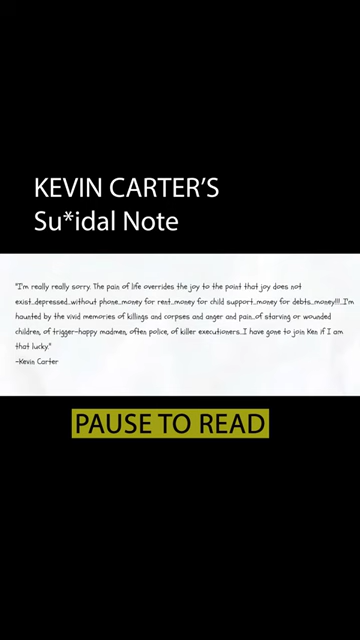 KEVIN CARTER'S
Su*idal Note
"I'm really really sorry. The pain of life overrides the joy to the point that joy does not
exist...depressed...without phone...money for rent...money for child support...money for debts...money!!!...I'm
haunted by the vivid memories of killings and corpses and anger and pain...of starving or wounded
children, of trigger-happy madmen, often police, of killer executioners...I have gone to join Ken if I am
that lucky."
-Kevin Carter
PAUSE TO READ